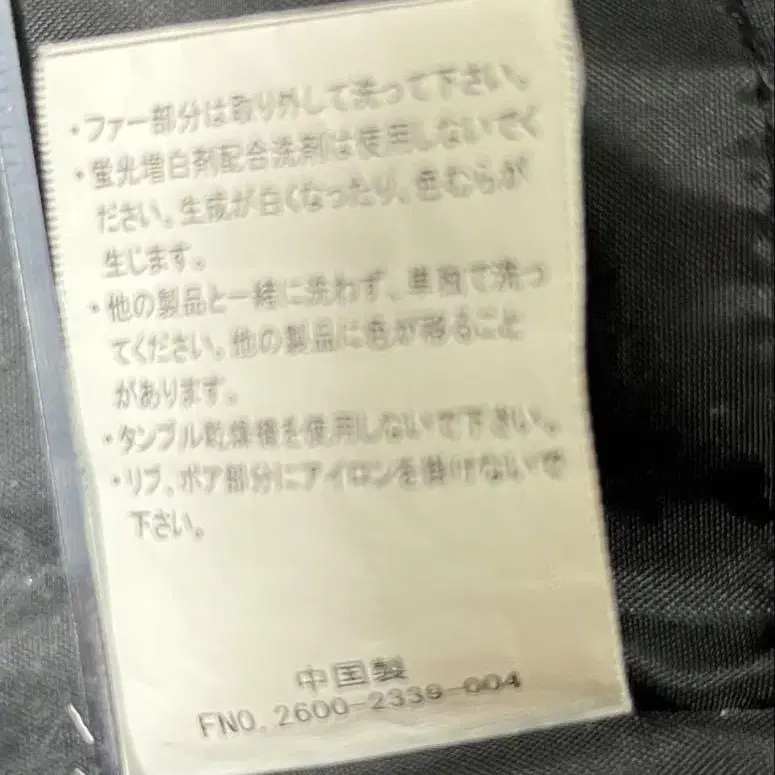 ・ファー部分は取り外して洗って下さい。
・蛍光増白剤配合洗剤は使用しないでく
ださい。生成が白くなったり、色むらが
生じます。
・他の製品と一緒に洗わず、単独で洗っ
てください。他の製品に色が移ること
があります。
・タンブル乾燥機を使用しないで下さい。
・リブ、ボア部分にアイロンを掛けないで
下さい。
中国製
FNO. 2600-2339-004